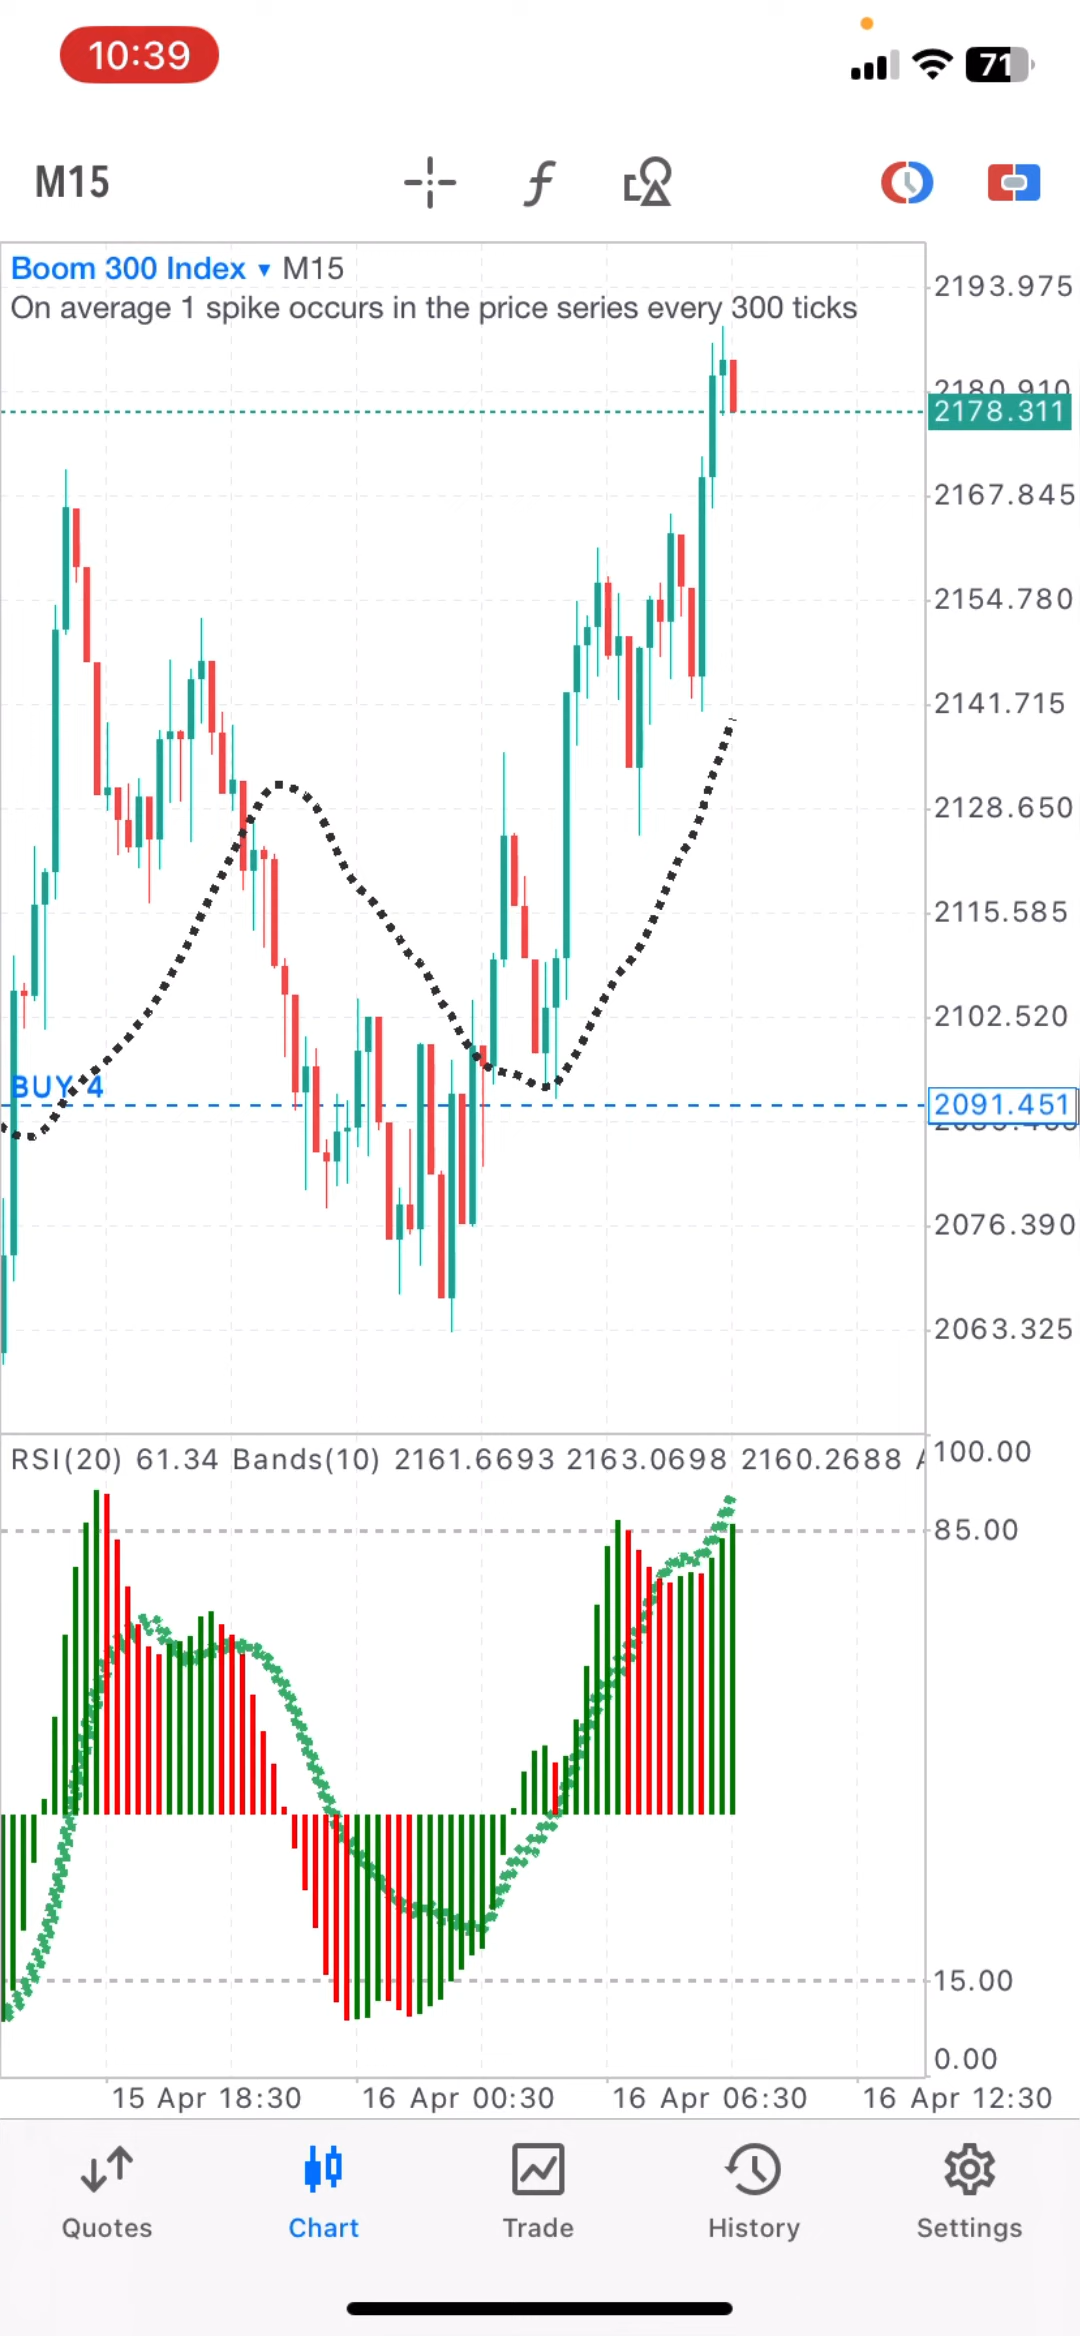 10:39
71
M15
Boom 300 Index ▾ M15
On average 1 spike occurs in the price series every 300 ticks
2193.975
2180.910
2178.311
2167.845
2154.780
2141.715
2128.650
2115.585
2102.520
BUY 4
2091.451
2076.390
2063.325
RSI(20) 61.34 Bands(10) 2161.6693 2163.0698 2160.2688
100.00
85.00
15.00
0.00
15 Apr 18:30 16 Apr 00:30 16 Apr 06:30 16 Apr 12:30
Quotes Chart Trade History Settings